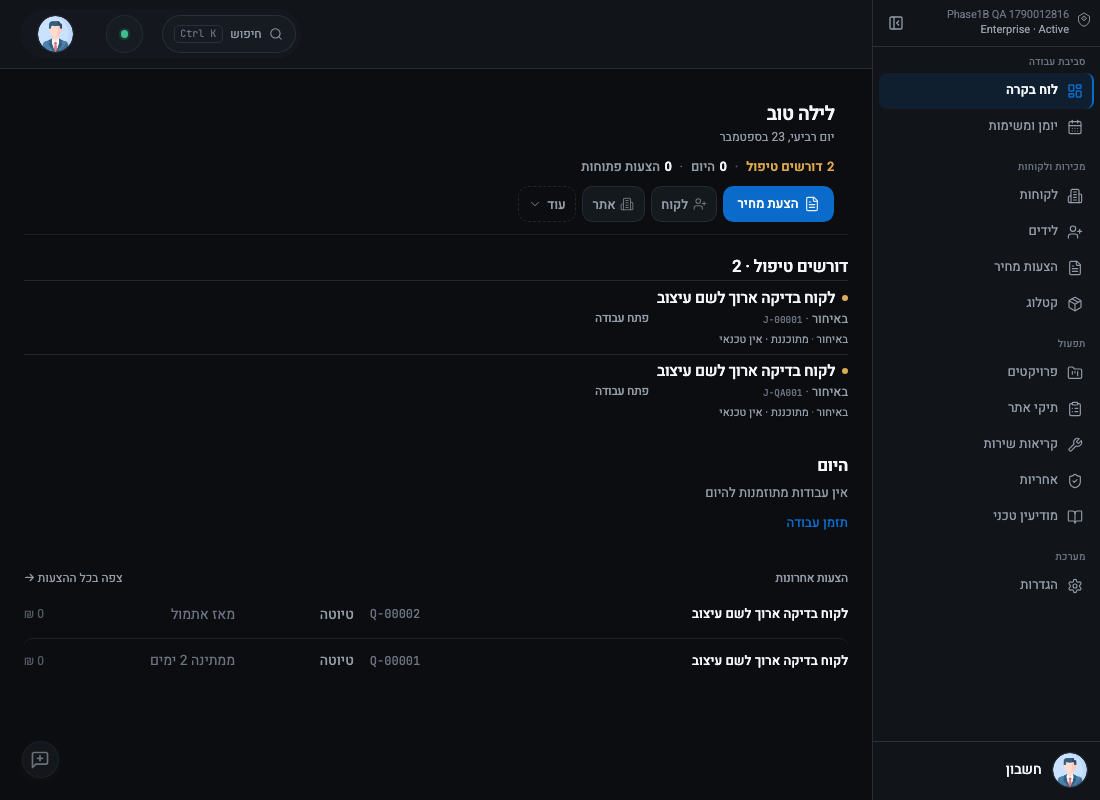 Phase1B QA 1790012816
Enterprise · Active
סביבת עבודה
לוח בקרה
יומן ומשימות
מכירות ולקוחות
לקוחות
לידים
הצעות מחיר
קטלוג
תפעול
פרויקטים
תיקי אתר
קריאות שירות
אחריות
מודיעין טכני
מערכת
הגדרות
חשבון
חיפוש Ctrl K
לילה טוב
יום רביעי, 23 בספטמבר
2 דורשים טיפול · 0 היום · 0 הצעות פתוחות
הצעת מחיר לקוח אתר עוד
דורשים טיפול · 2
לקוח בדיקה ארוך לשם עיצוב
באיחור · J-00001 פתח עבודה
באיחור · מתוכננת · אין טכנאי
לקוח בדיקה ארוך לשם עיצוב
באיחור · J-QA001 פתח עבודה
באיחור · מתוכננת · אין טכנאי
היום
אין עבודות מתוזמנות להיום
תזמן עבודה
הצעות אחרונות צפה בכל ההצעות →
לקוח בדיקה ארוך לשם עיצוב Q-00002 טיוטה מאז אתמול 0 ₪
לקוח בדיקה ארוך לשם עיצוב Q-00001 טיוטה ממתינה 2 ימים 0 ₪